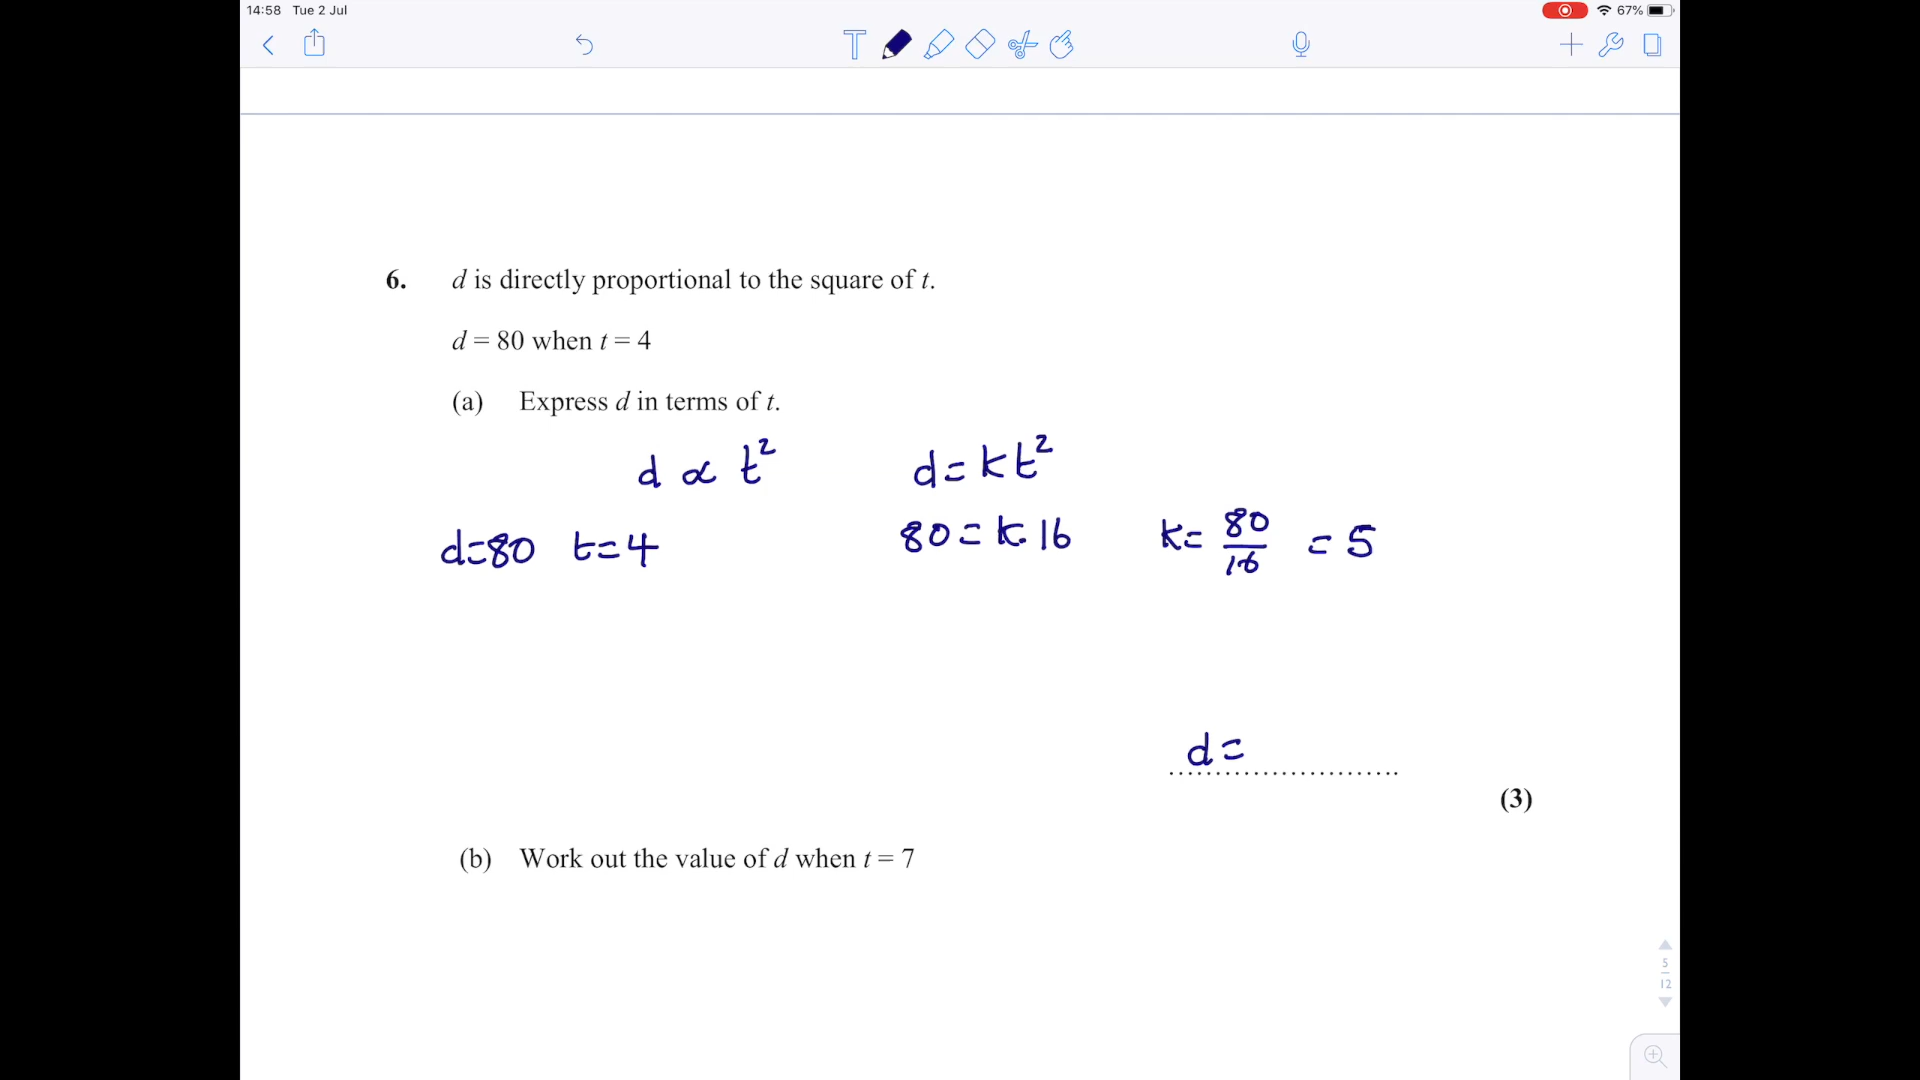 14:58 Tue 2 Jul
67%
6. d is directly proportional to the square of t.
d = 80 when t = 4
(a) Express d in terms of t.
d ∝ t² d = kt²
d=80 t=4 80 = k.16 k = 80/16 = 5
d =
........................
(3)
(b) Work out the value of d when t = 7
5
12